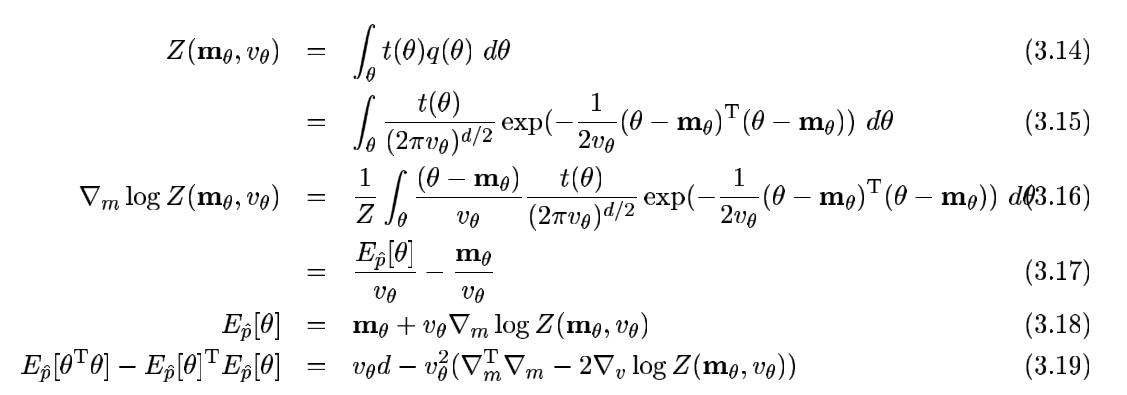 Z(𝐦_θ, v_θ) = ∫_θ t(θ)q(θ) dθ (3.14)
= ∫_θ t(θ)/(2πv_θ)^{d/2} exp(−1/(2v_θ) (θ − 𝐦_θ)^T(θ − 𝐦_θ)) dθ (3.15)
∇_m log Z(𝐦_θ, v_θ) = 1/Z ∫_θ (θ − 𝐦_θ)/v_θ t(θ)/(2πv_θ)^{d/2} exp(−1/(2v_θ) (θ − 𝐦_θ)^T(θ − 𝐦_θ)) dθ (3.16)
= E_p̂[θ]/v_θ − 𝐦_θ/v_θ (3.17)
E_p̂[θ] = 𝐦_θ + v_θ∇_m log Z(𝐦_θ, v_θ) (3.18)
E_p̂[θ^Tθ] − E_p̂[θ]^T E_p̂[θ] = v_θ d − v_θ^2(∇_m^T∇_m − 2∇_v log Z(𝐦_θ, v_θ)) (3.19)